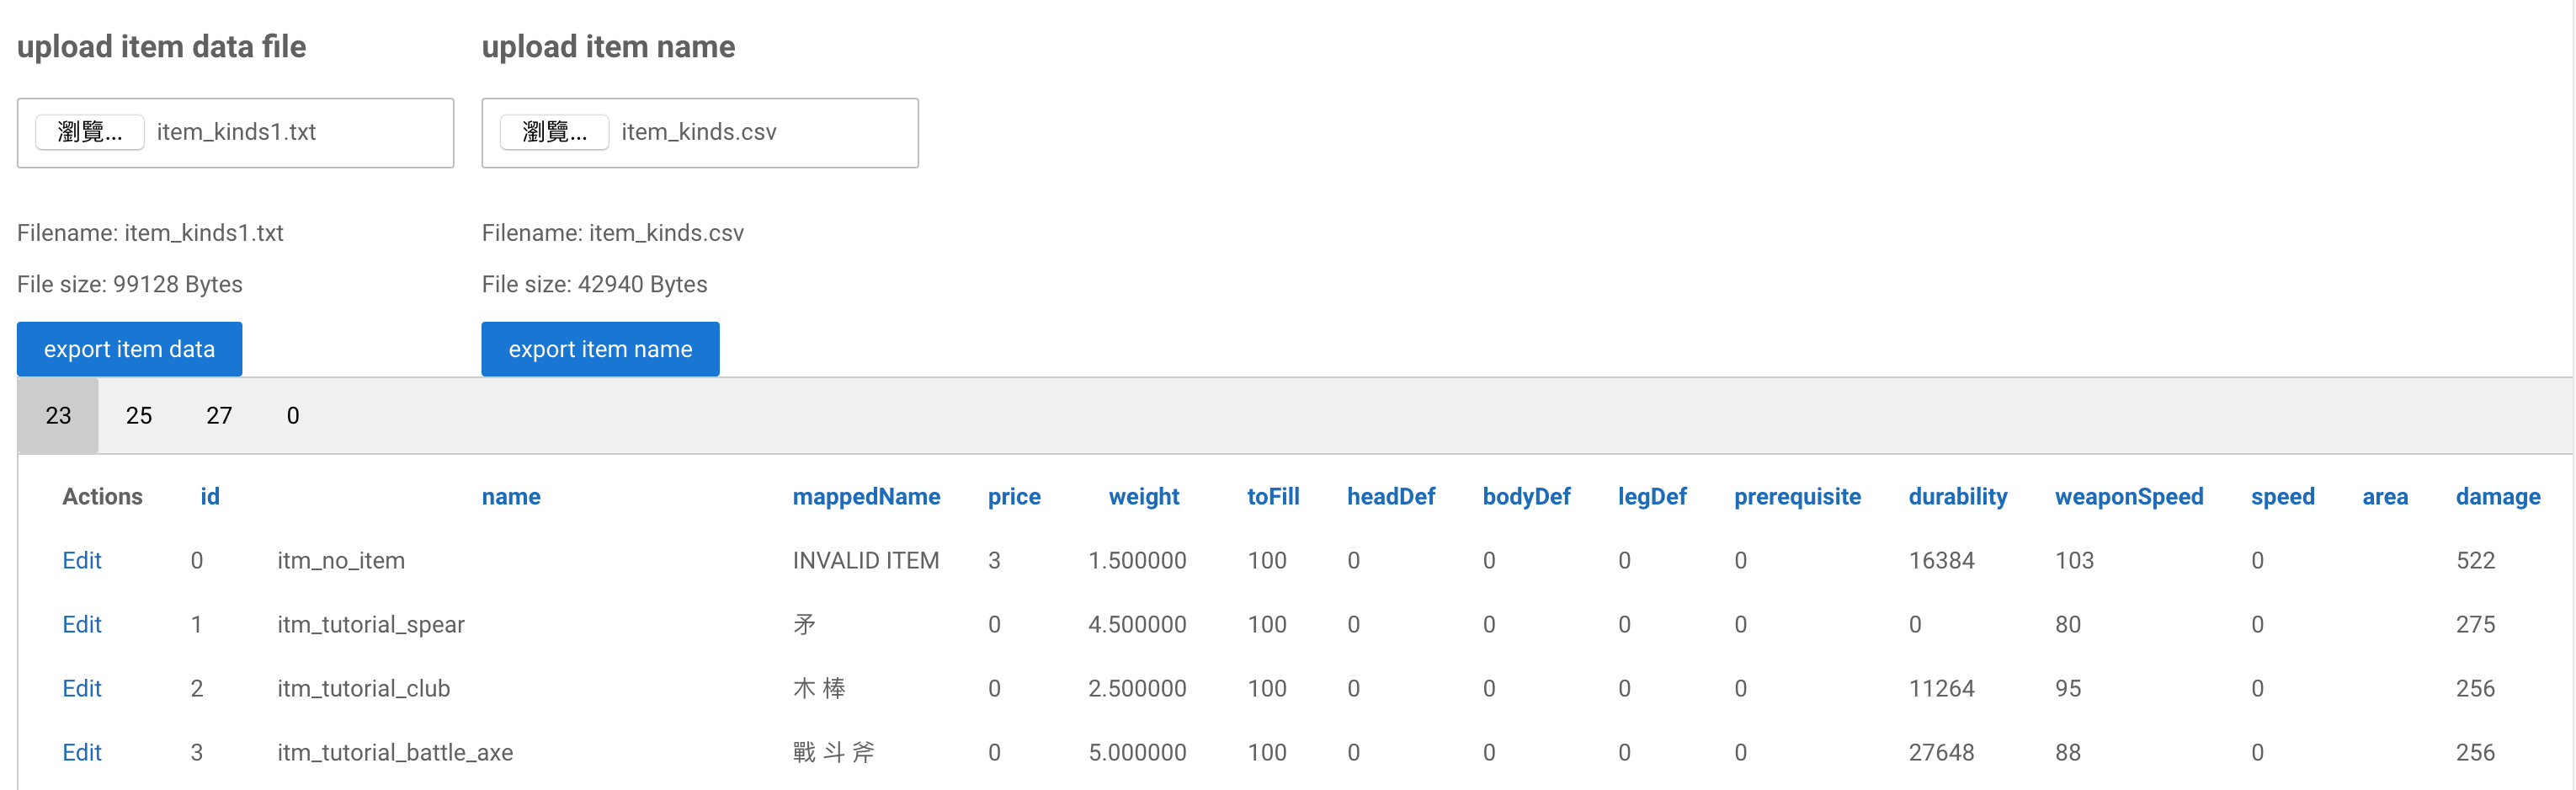 upload item data file
upload item name
瀏覽... item_kinds1.txt
瀏覽... item_kinds.csv
Filename: item_kinds1.txt
Filename: item_kinds.csv
File size: 99128 Bytes
File size: 42940 Bytes
export item data
export item name
23 25 27 0
Actions id name mappedName price weight toFill headDef bodyDef legDef prerequisite durability weaponSpeed speed area damage
Edit 0 itm_no_item INVALID ITEM 3 1.500000 100 0 0 0 0 16384 103 0 522
Edit 1 itm_tutorial_spear 矛 0 4.500000 100 0 0 0 0 0 80 0 275
Edit 2 itm_tutorial_club 木 棒 0 2.500000 100 0 0 0 0 11264 95 0 256
Edit 3 itm_tutorial_battle_axe 戰 斗 斧 0 5.000000 100 0 0 0 0 27648 88 0 256